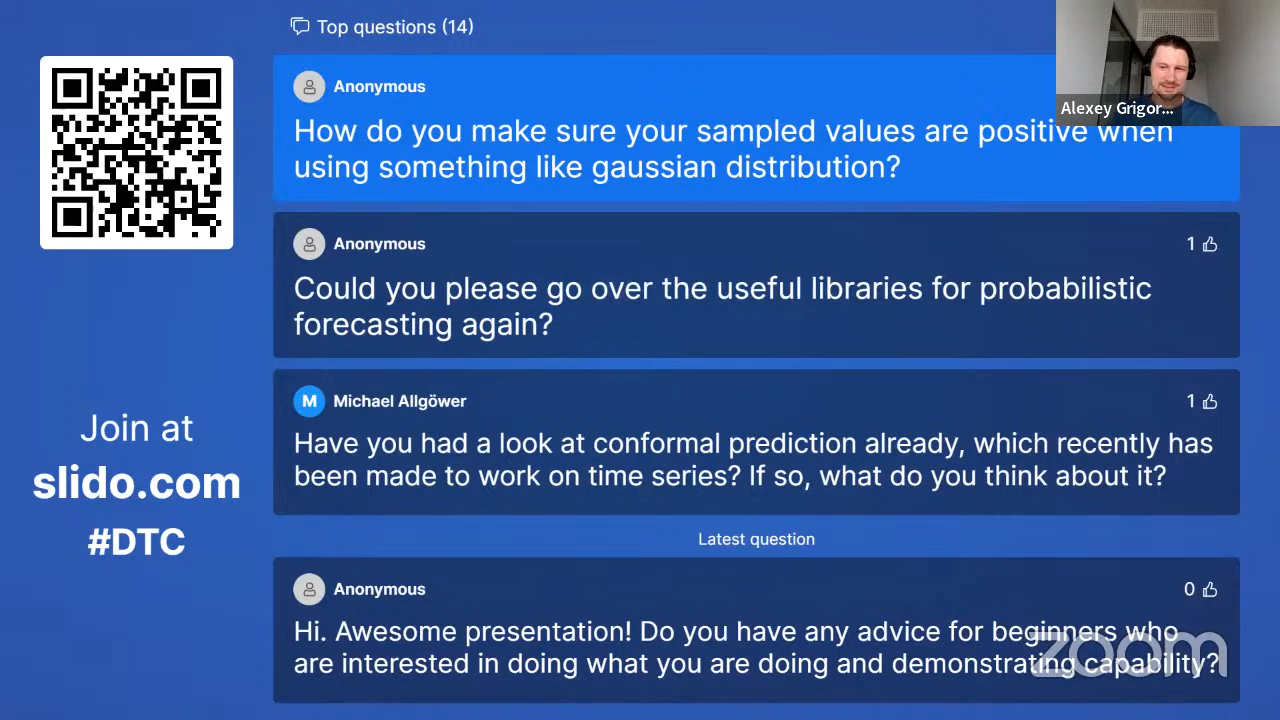 Top questions (14)
Alexey Grigor...
Anonymous
How do you make sure your sampled values are positive when
using something like gaussian distribution?
Anonymous
1
Could you please go over the useful libraries for probabilistic
forecasting again?
M
Michael Allgöwer
1
Have you had a look at conformal prediction already, which recently has
been made to work on time series? If so, what do you think about it?
Join at
slido.com
#DTC
Latest question
Anonymous
0
Hi. Awesome presentation! Do you have any advice for beginners who
are interested in doing what you are doing and demonstrating capability?
zoom